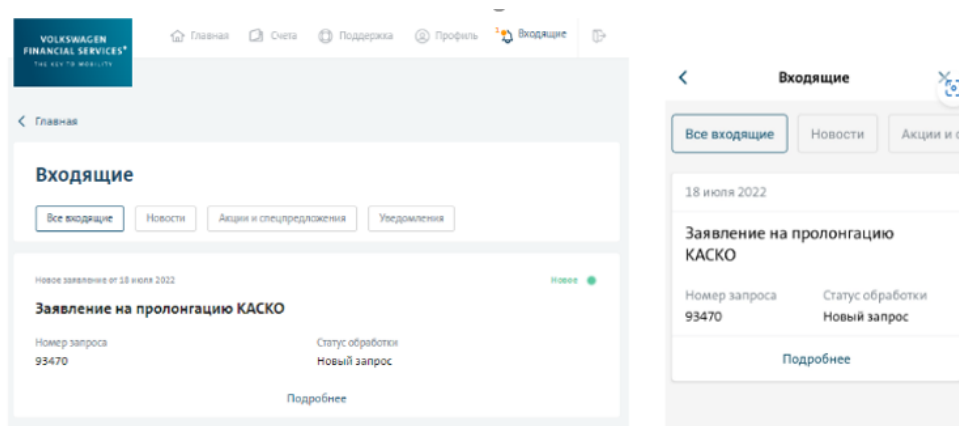 VOLKSWAGEN
FINANCIAL SERVICES*
THE KEY TO MOBILITY
Главная Счета Поддержка Профиль 1 Входящие
Главная
Входящие
Все входящие Новости Акции и спецпредложения Уведомления
Новое заявление от 18 июля 2022 Новое
Заявление на пролонгацию КАСКО
Номер запроса Статус обработки
93470 Новый запрос
Подробнее
Входящие
Все входящие Новости Акции и с
18 июля 2022
Заявление на пролонгацию
КАСКО
Номер запроса Статус обработки
93470 Новый запрос
Подробнее